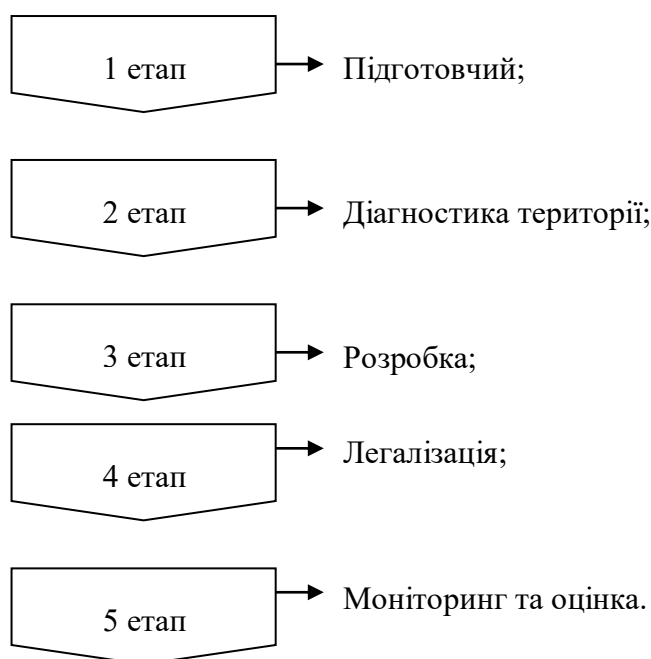 1 етап Підготовчий;
2 етап Діагностика території;
3 етап Розробка;
4 етап Легалізація;
5 етап Моніторинг та оцінка.